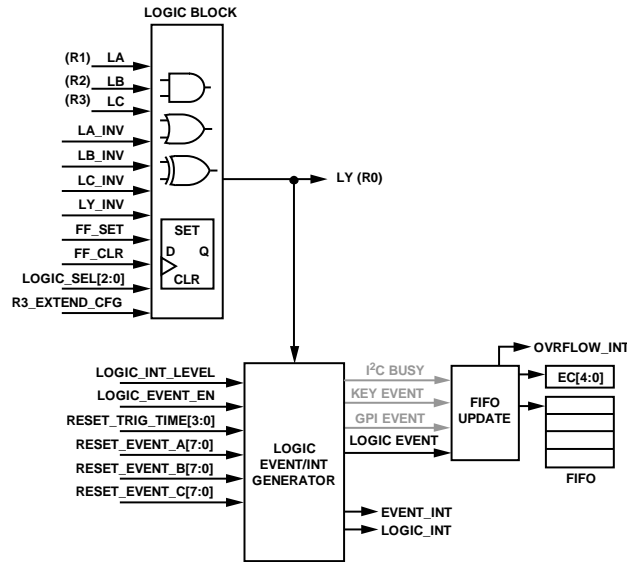 LOGIC BLOCK
(R1) LA
(R2) LB
(R3) LC
LA_INV
LB_INV
LC_INV
LY_INV
FF_SET
FF_CLR
LOGIC_SEL[2:0]
R3_EXTEND_CFG
SET
D Q
CLR
LY (R0)
LOGIC_INT_LEVEL
LOGIC_EVENT_EN
RESET_TRIG_TIME[3:0]
RESET_EVENT_A[7:0]
RESET_EVENT_B[7:0]
RESET_EVENT_C[7:0]
LOGIC
EVENT/INT
GENERATOR
I²C BUSY
KEY EVENT
GPI EVENT
LOGIC EVENT
EVENT_INT
LOGIC_INT
FIFO
UPDATE
OVRFLOW_INT
EC[4:0]
FIFO